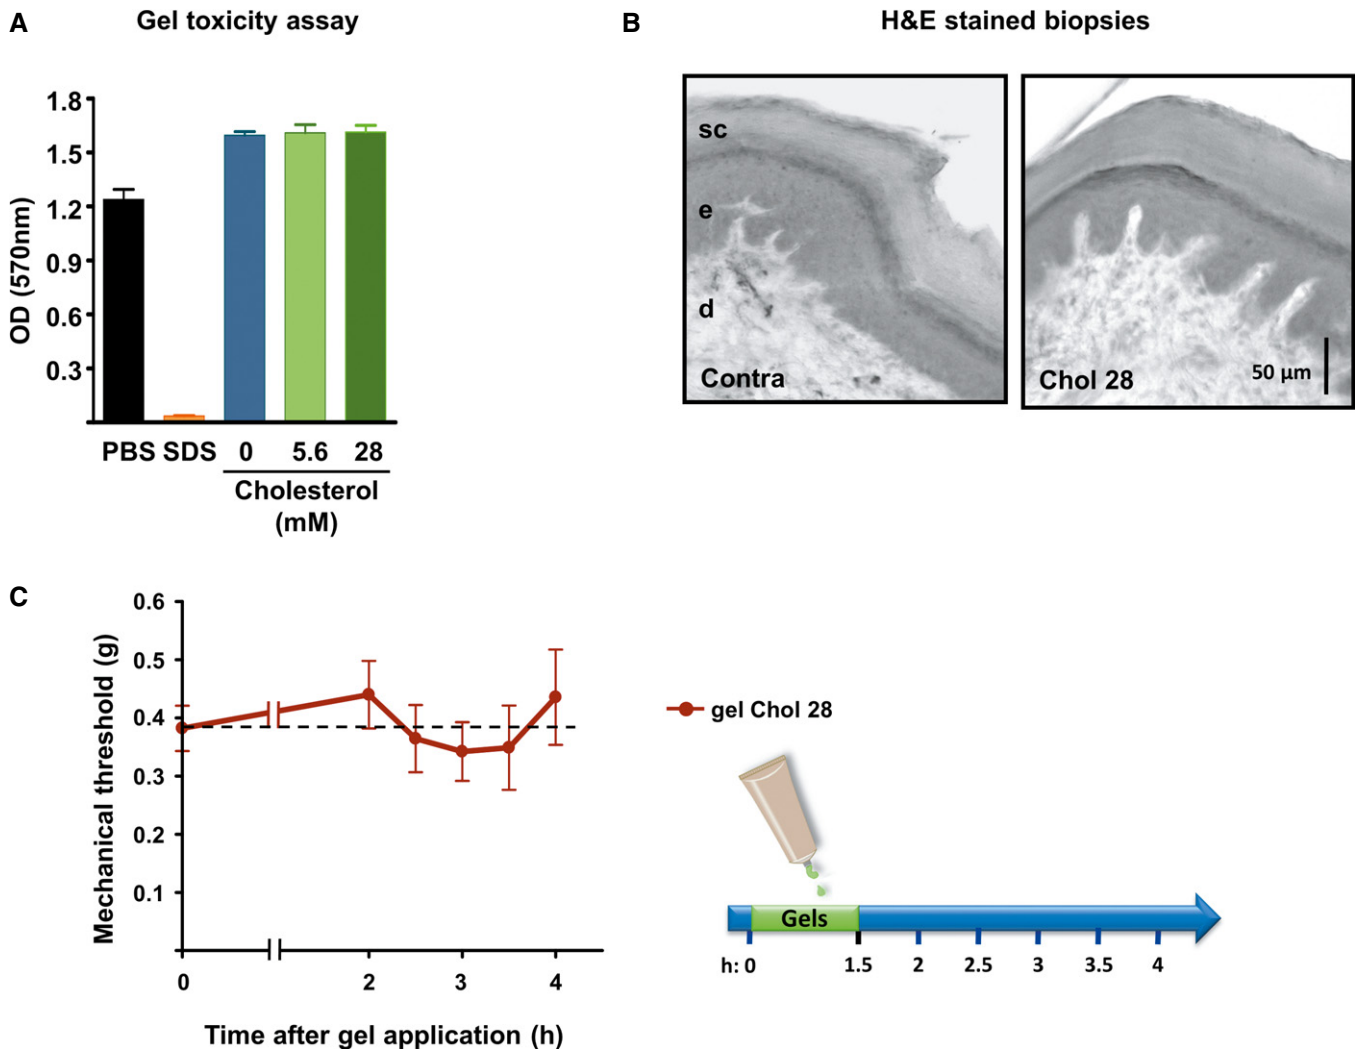 A
Gel toxicity assay
1.8
1.5
1.2
0.9
0.6
0.3
OD (570nm)
PBS SDS 0 5.6 28
Cholesterol
(mM)
B
H&E stained biopsies
sc
e
d
Contra
Chol 28
50 µm
C
0.6
0.5
0.4
0.3
0.2
0.1
Mechanical threshold (g)
0 2 3 4
Time after gel application (h)
gel Chol 28
Gels
h: 0 1.5 2 2.5 3 3.5 4